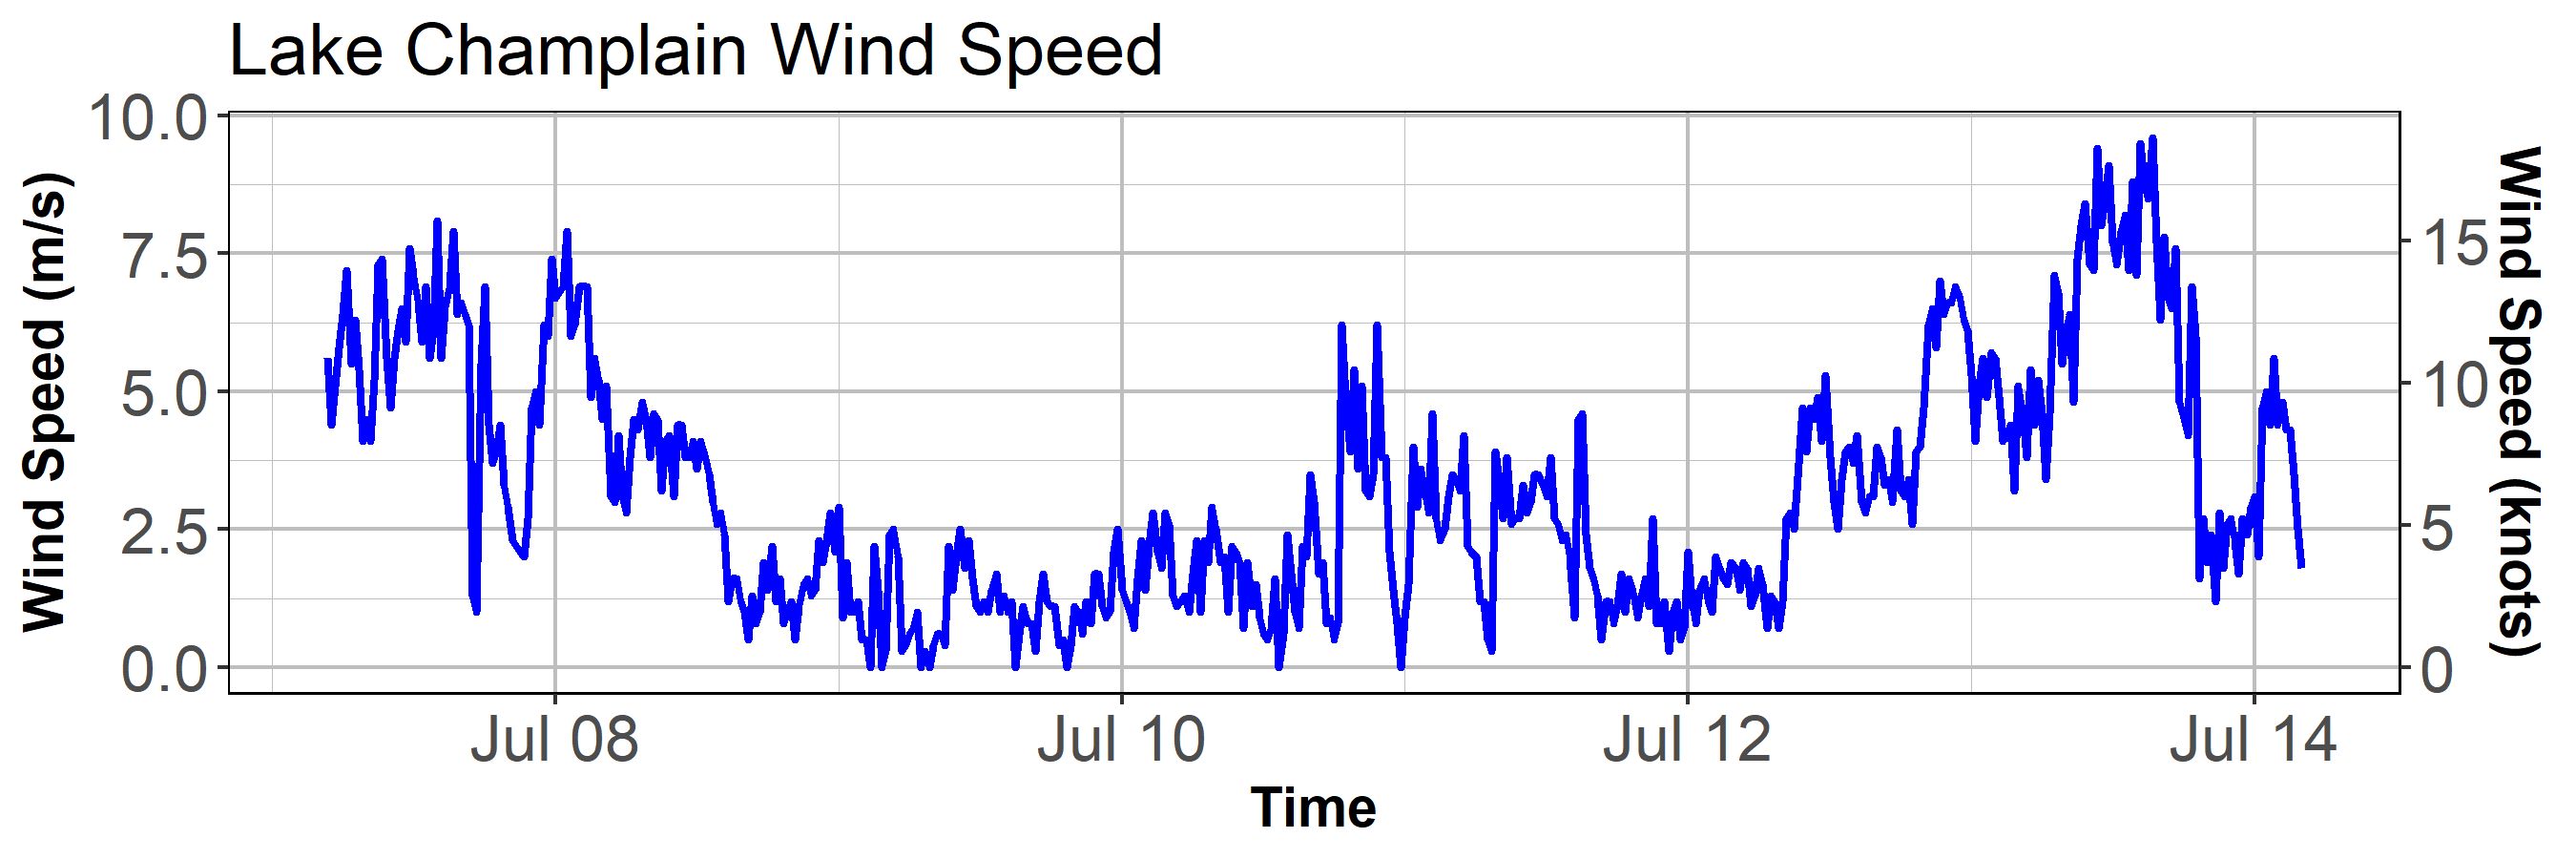 Lake Champlain Wind Speed
Wind Speed (m/s)
10.0
7.5
5.0
2.5
0.0
15
10
5
0
Wind Speed (knots)
Jul 08
Jul 10
Jul 12
Jul 14
Time